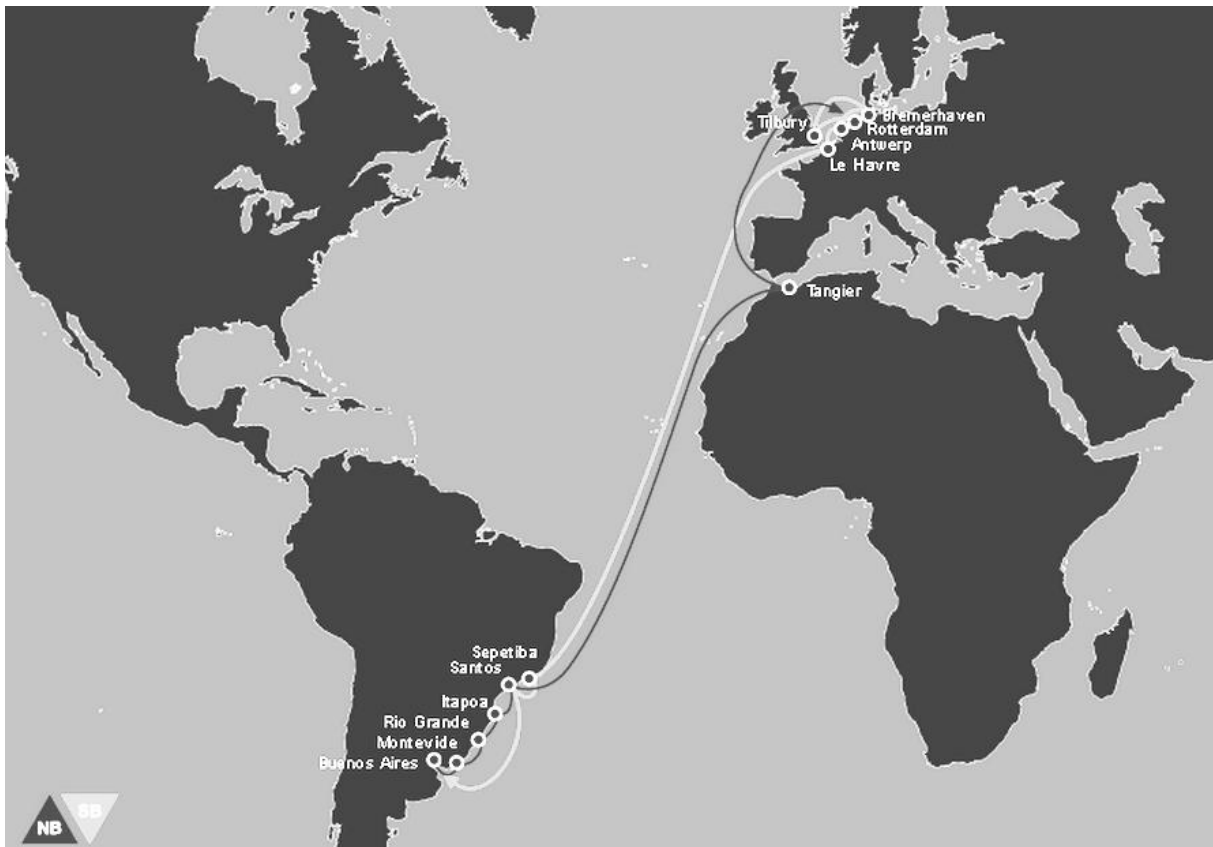 Tilbury
Bremerhaven
Rotterdam
Antwerp
Le Havre
Tangier
Sepetiba
Santos
Itapoa
Rio Grande
Montevide
Buenos Aires
NB
SB